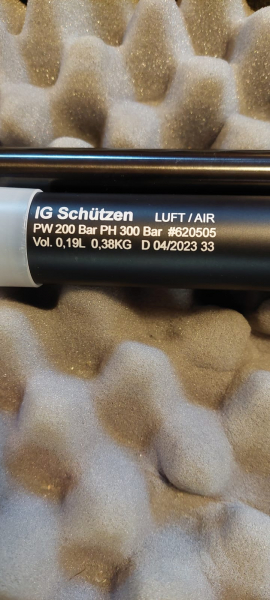 IG Schützen LUFT / AIR
PW 200 Bar PH 300 Bar #620505
Vol. 0,19L 0,38KG D 04/2023 33